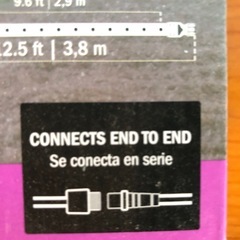 9.6 ft | 2,9 m
12.5 ft | 3,8 m
CONNECTS END TO END
Se conecta en serie